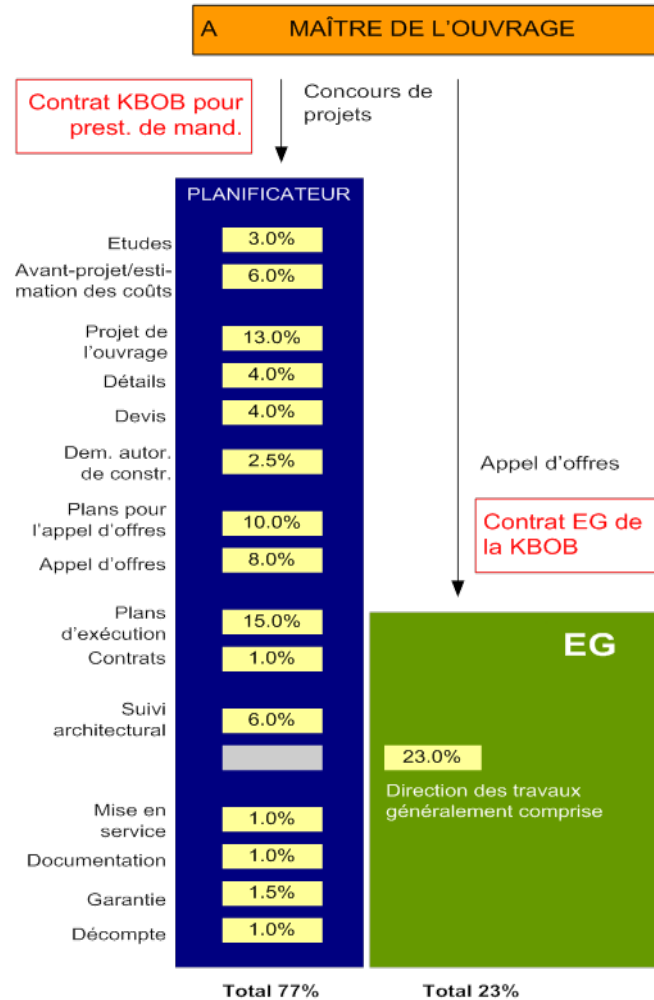 A MAÎTRE DE L'OUVRAGE
Contrat KBOB pour
prest. de mand.
Concours de
projets
PLANIFICATEUR
Etudes
3.0%
Avant-projet/esti-
mation des coûts
6.0%
Projet de
l'ouvrage
13.0%
Détails
4.0%
Devis
4.0%
Dem. autor.
de constr.
2.5%
Appel d'offres
Plans pour
l'appel d'offres
10.0%
Contrat EG de
la KBOB
Appel d'offres
8.0%
Plans
d'exécution
15.0%
EG
Contrats
1.0%
Suivi
architectural
6.0%
23.0%
Direction des travaux
généralement comprise
Mise en
service
1.0%
Documentation
1.0%
Garantie
1.5%
Décompte
1.0%
Total 77%
Total 23%